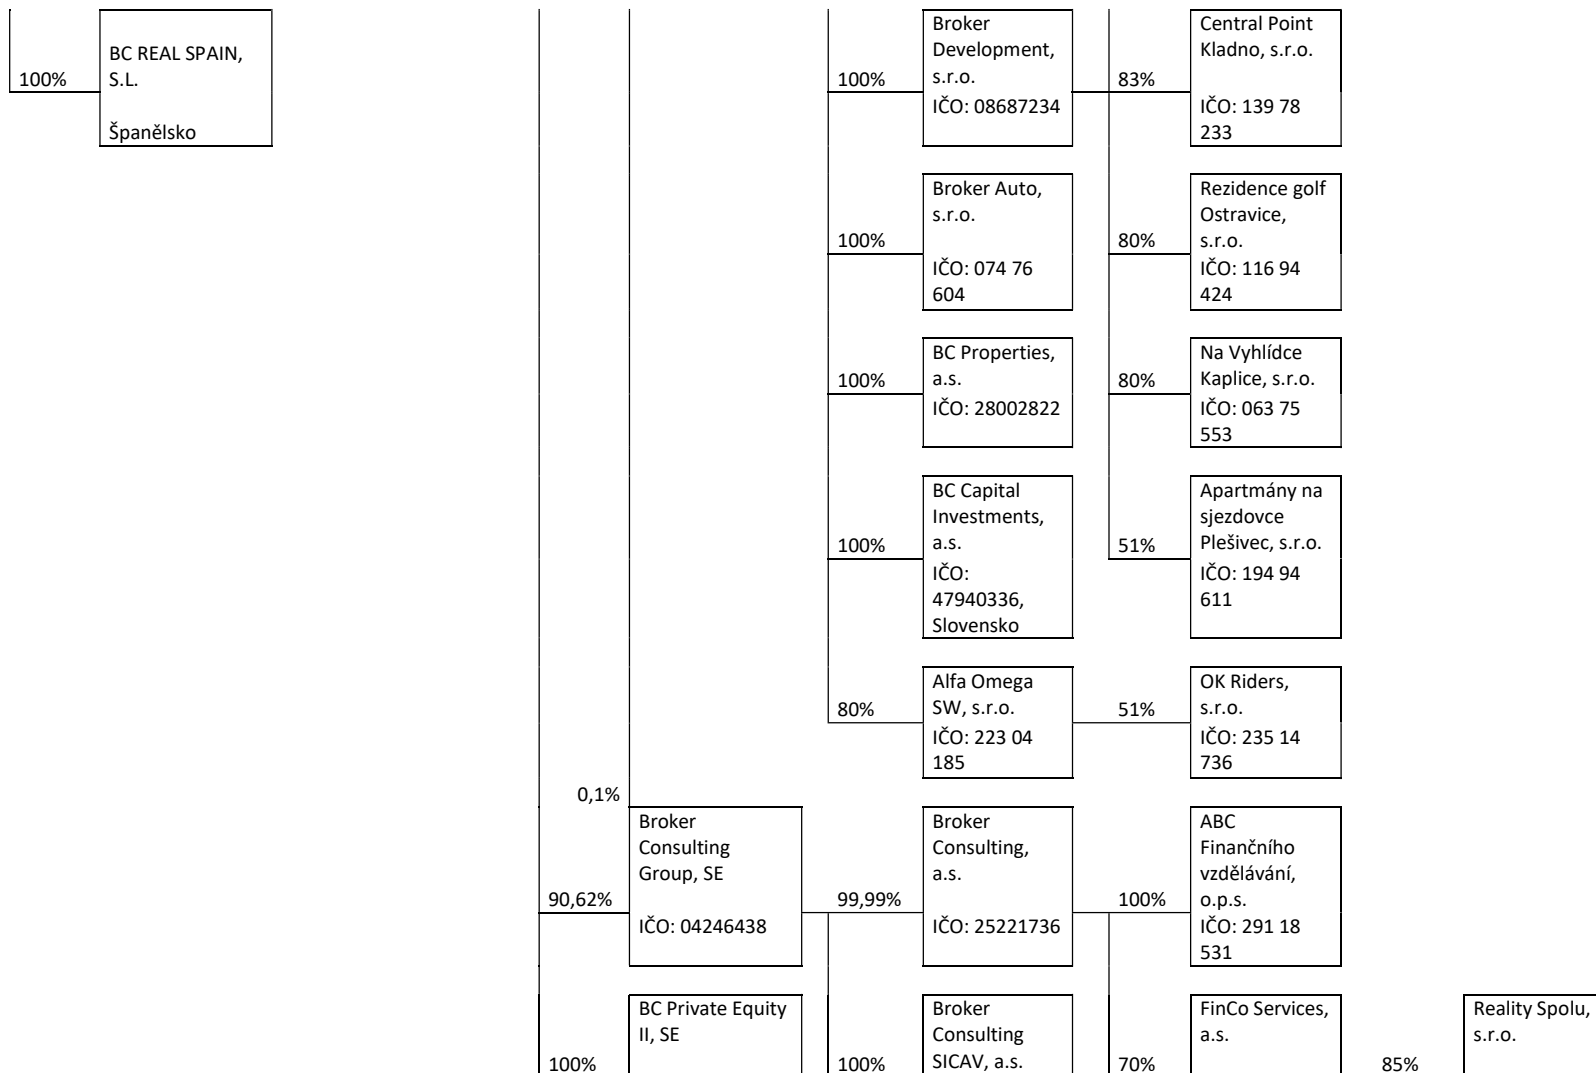 100%
BC REAL SPAIN,
S.L.
Španělsko
100%
Broker
Development,
s.r.o.
IČO: 08687234
83%
Central Point
Kladno, s.r.o.
IČO: 139 78
233
100%
Broker Auto,
s.r.o.
IČO: 074 76
604
80%
Rezidence golf
Ostravice,
s.r.o.
IČO: 116 94
424
100%
BC Properties,
a.s.
IČO: 28002822
80%
Na Vyhlídce
Kaplice, s.r.o.
IČO: 063 75
553
100%
BC Capital
Investments,
a.s.
IČO:
47940336,
Slovensko
51%
Apartmány na
sjezdovce
Plešivec, s.r.o.
IČO: 194 94
611
80%
Alfa Omega
SW, s.r.o.
IČO: 223 04
185
51%
OK Riders,
s.r.o.
IČO: 235 14
736
0,1%
90,62%
Broker
Consulting
Group, SE
IČO: 04246438
99,99%
Broker
Consulting,
a.s.
IČO: 25221736
100%
ABC
Finančního
vzdělávání,
o.p.s.
IČO: 291 18
531
100%
BC Private Equity
II, SE
100%
Broker
Consulting
SICAV, a.s.
70%
FinCo Services,
a.s.
85%
Reality Spolu,
s.r.o.